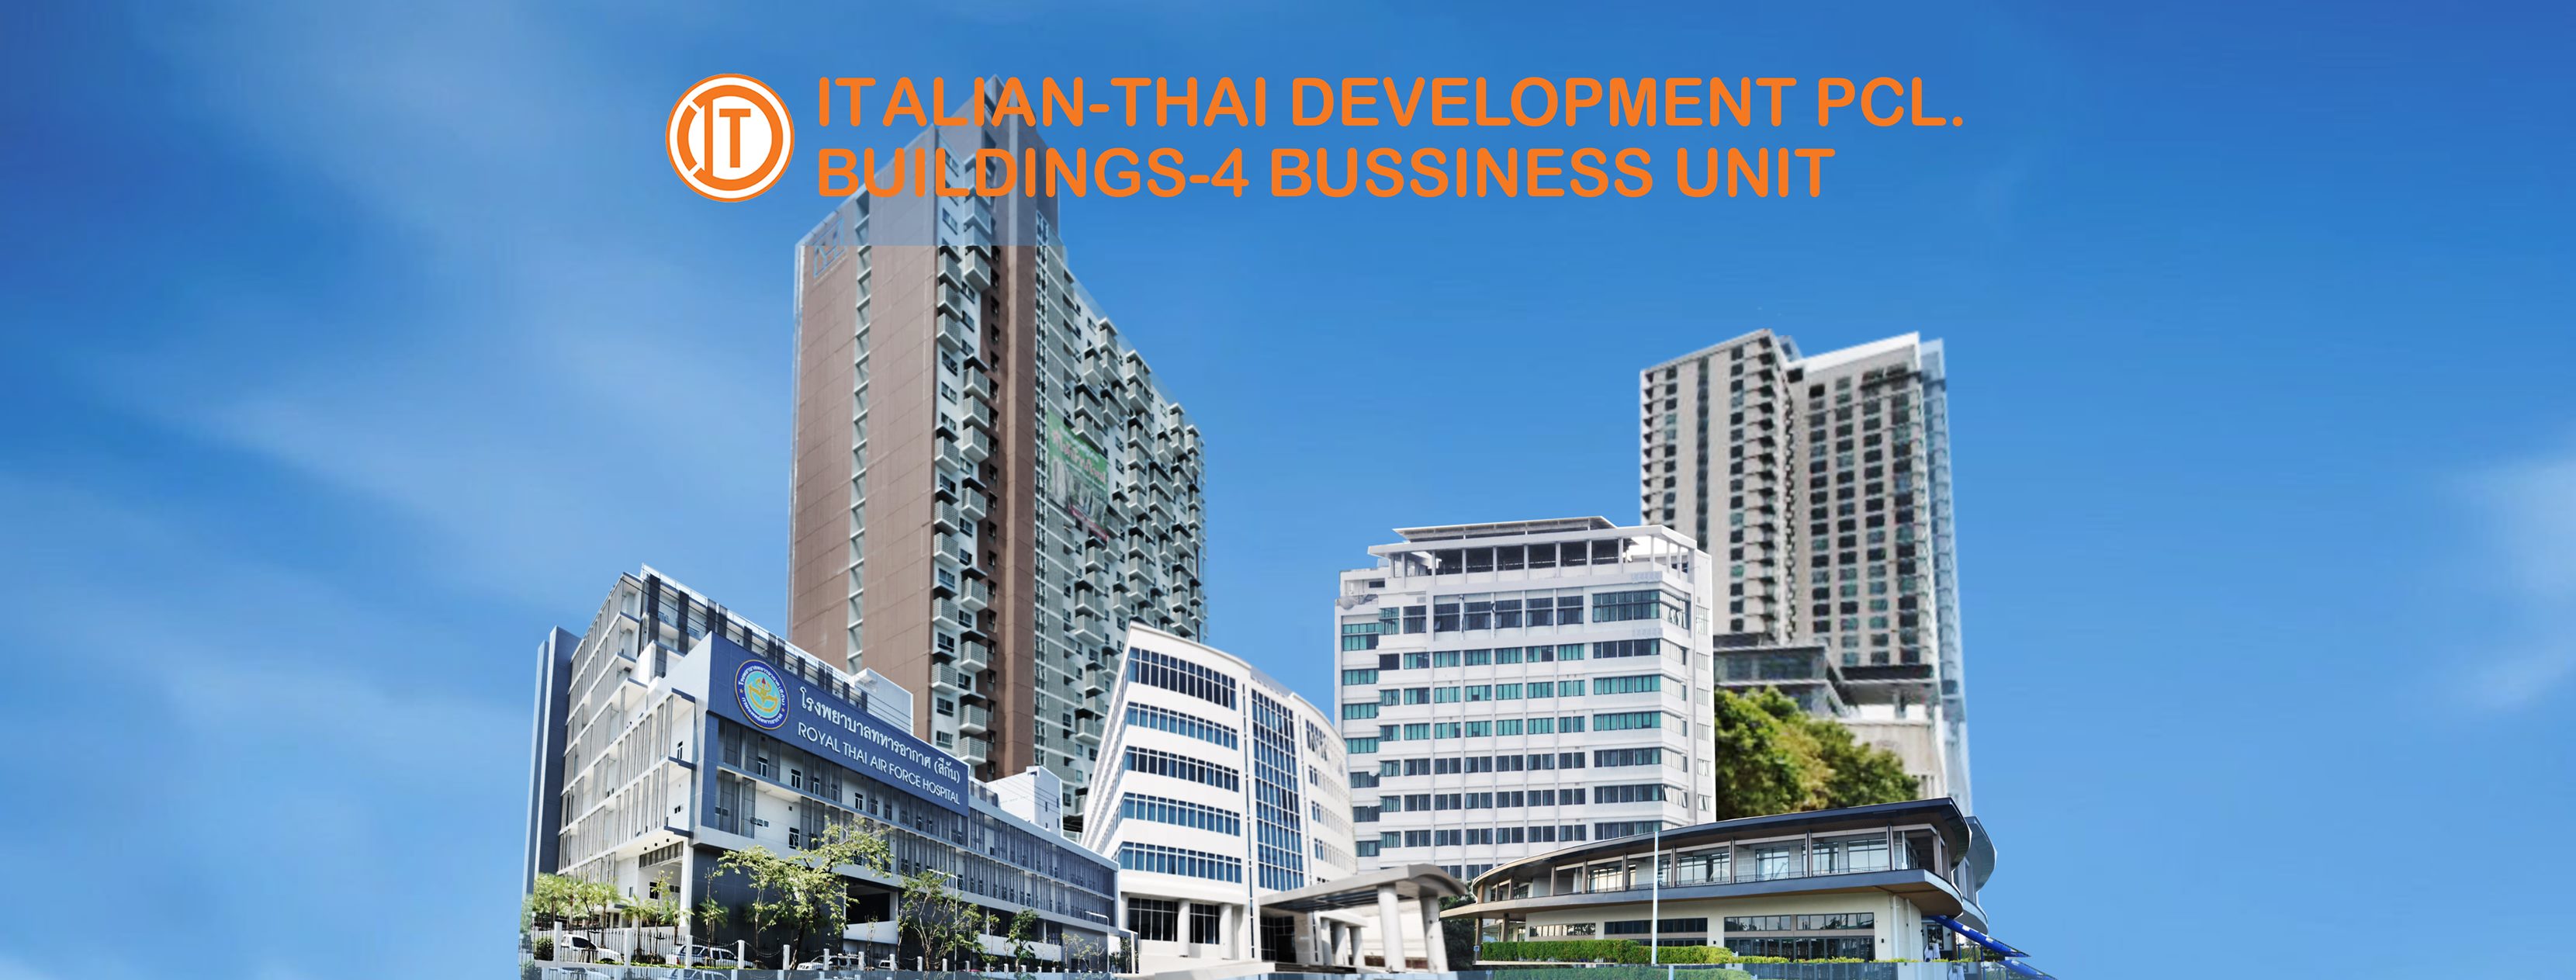 IT
ITALIAN-THAI DEVELOPMENT PCL.
BUILDINGS-4 BUSSINESS UNIT
โรงพยาบาลทหารอากาศ (สีกัน)
ROYAL THAI AIR FORCE HOSPITAL